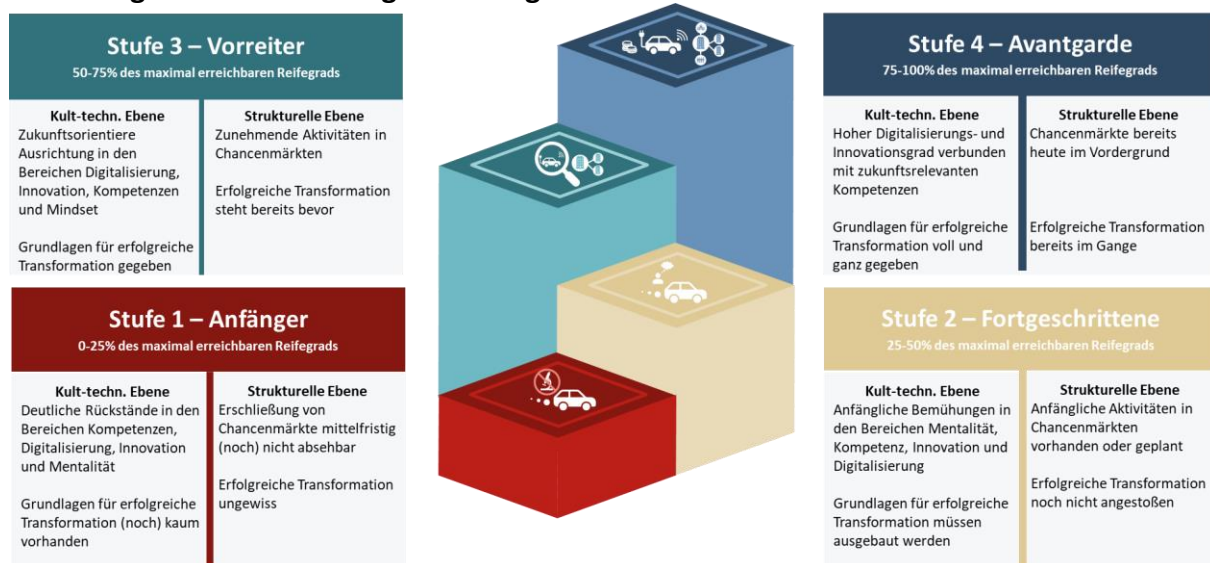 Stufe 3 – Vorreiter
50-75% des maximal erreichbaren Reifegrads
Kult-techn. Ebene
Zukunftsorientiere
Ausrichtung in den
Bereichen Digitalisierung,
Innovation, Kompetenzen
und Mindset
Grundlagen für erfolgreiche
Transformation gegeben
Strukturelle Ebene
Zunehmende Aktivitäten in
Chancenmärkten
Erfolgreiche Transformation
steht bereits bevor
Stufe 4 – Avantgarde
75-100% des maximal erreichbaren Reifegrads
Kult-techn. Ebene
Hoher Digitalisierungs- und
Innovationsgrad verbunden
mit zukunftsrelevanten
Kompetenzen
Grundlagen für erfolgreiche
Transformation voll und
ganz gegeben
Strukturelle Ebene
Chancenmärkte bereits
heute im Vordergrund
Erfolgreiche Transformation
bereits im Gange
Stufe 1 – Anfänger
0-25% des maximal erreichbaren Reifegrads
Kult-techn. Ebene
Deutliche Rückstände in den
Bereichen Kompetenzen,
Digitalisierung, Innovation
und Mentalität
Grundlagen für erfolgreiche
Transformation (noch) kaum
vorhanden
Strukturelle Ebene
Erschließung von
Chancenmärkte mittelfristig
(noch) nicht absehbar
Erfolgreiche Transformation
ungewiss
Stufe 2 – Fortgeschrittene
25-50% des maximal erreichbaren Reifegrads
Kult-techn. Ebene
Anfängliche Bemühungen in
den Bereichen Mentalität,
Kompetenz, Innovation und
Digitalisierung
Grundlagen für erfolgreiche
Transformation müssen
ausgebaut werden
Strukturelle Ebene
Anfängliche Aktivitäten in
Chancenmärkten
vorhanden oder geplant
Erfolgreiche Transformation
noch nicht angestoßen